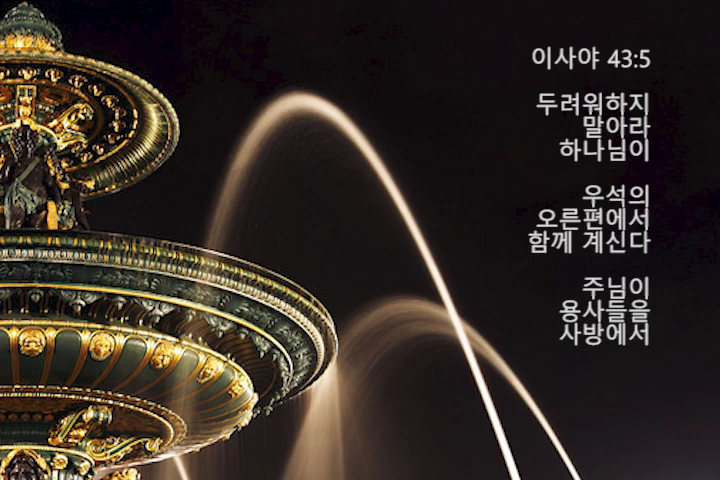 이사야 43:5
두려워하지
말아라
하나님이
우석의
오른편에서
함께 계신다
주님이
용사들을
사방에서